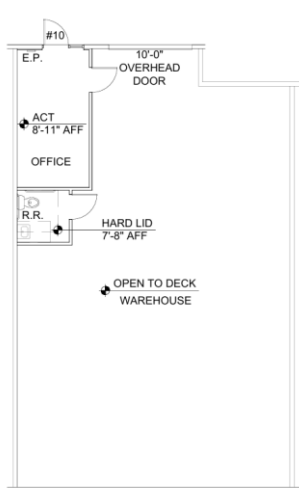 #10
E.P.
10'-0"
OVERHEAD
DOOR
ACT
8'-11" AFF
OFFICE
R.R.
HARD LID
7'-8" AFF
OPEN TO DECK
WAREHOUSE